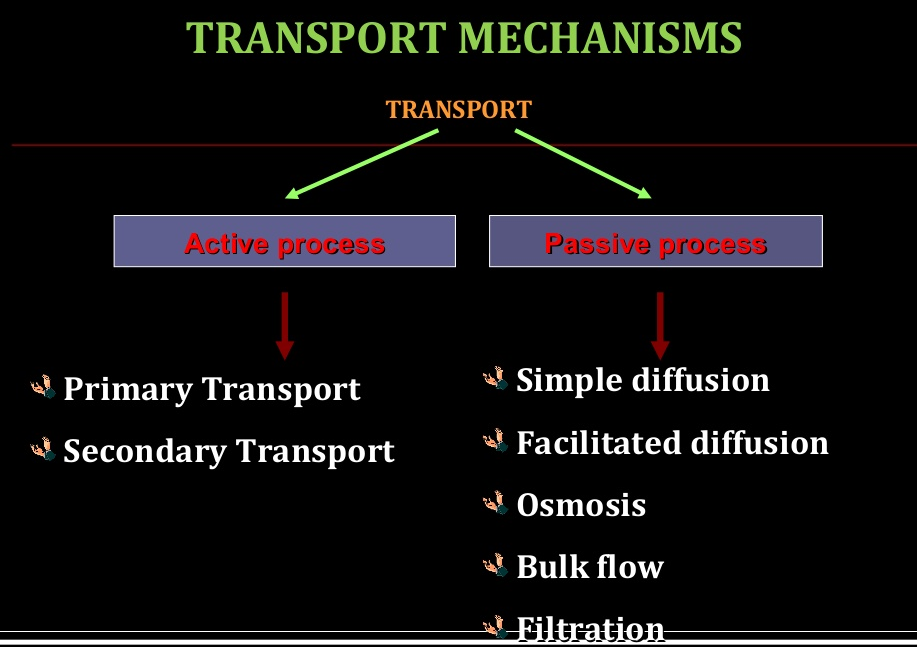 TRANSPORT MECHANISMS
TRANSPORT
Active process
Passive process
Primary Transport
Secondary Transport
Simple diffusion
Facilitated diffusion
Osmosis
Bulk flow
Filtration